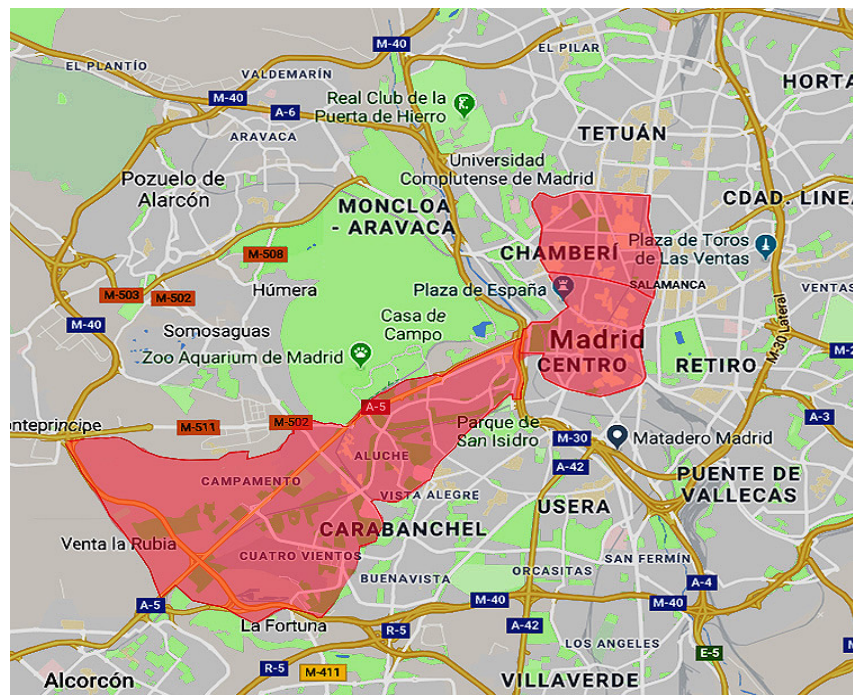 M-40
EL PILAR
EL PLANTÍO
VALDEMARÍN
HORTA
M-40
Real Club de la
Puerta de Hierro
A-6
ARAVACA
TETUÁN
Universidad
Complutense de Madrid
Pozuelo de
Alarcón
MONCLOA
- ARAVACA
CDAD. LINEA
CHAMBERÍ
Plaza de Toros
de Las Ventas
M-508
Húmera
Plaza de España
SALAMANCA
VENTAS
M-503
M-502
M-40
Somosaguas
Casa de
Campo
M-30 Lateral
Madrid
CENTRO
Zoo Aquarium de Madrid
RETIRO
M-2
A-5
A-3
onteprincipe
M-511
M-502
Parque de
San Isidro
M-30
Matadero Madrid
ALUCHE
A-42
CAMPAMENTO
VISTA ALEGRE
PUENTE DE
VALLECAS
USERA
CARABANCHEL
Venta la Rubia
CUATRO VIENTOS
SAN FERMÍN
BUENAVISTA
ORCASITAS
A-4
A-5
M-40
M-40
La Fortuna
R-5
A-42
LOS ÁNGELES
E-5
R-5
M-411
Alcorcón
VILLAVERDE